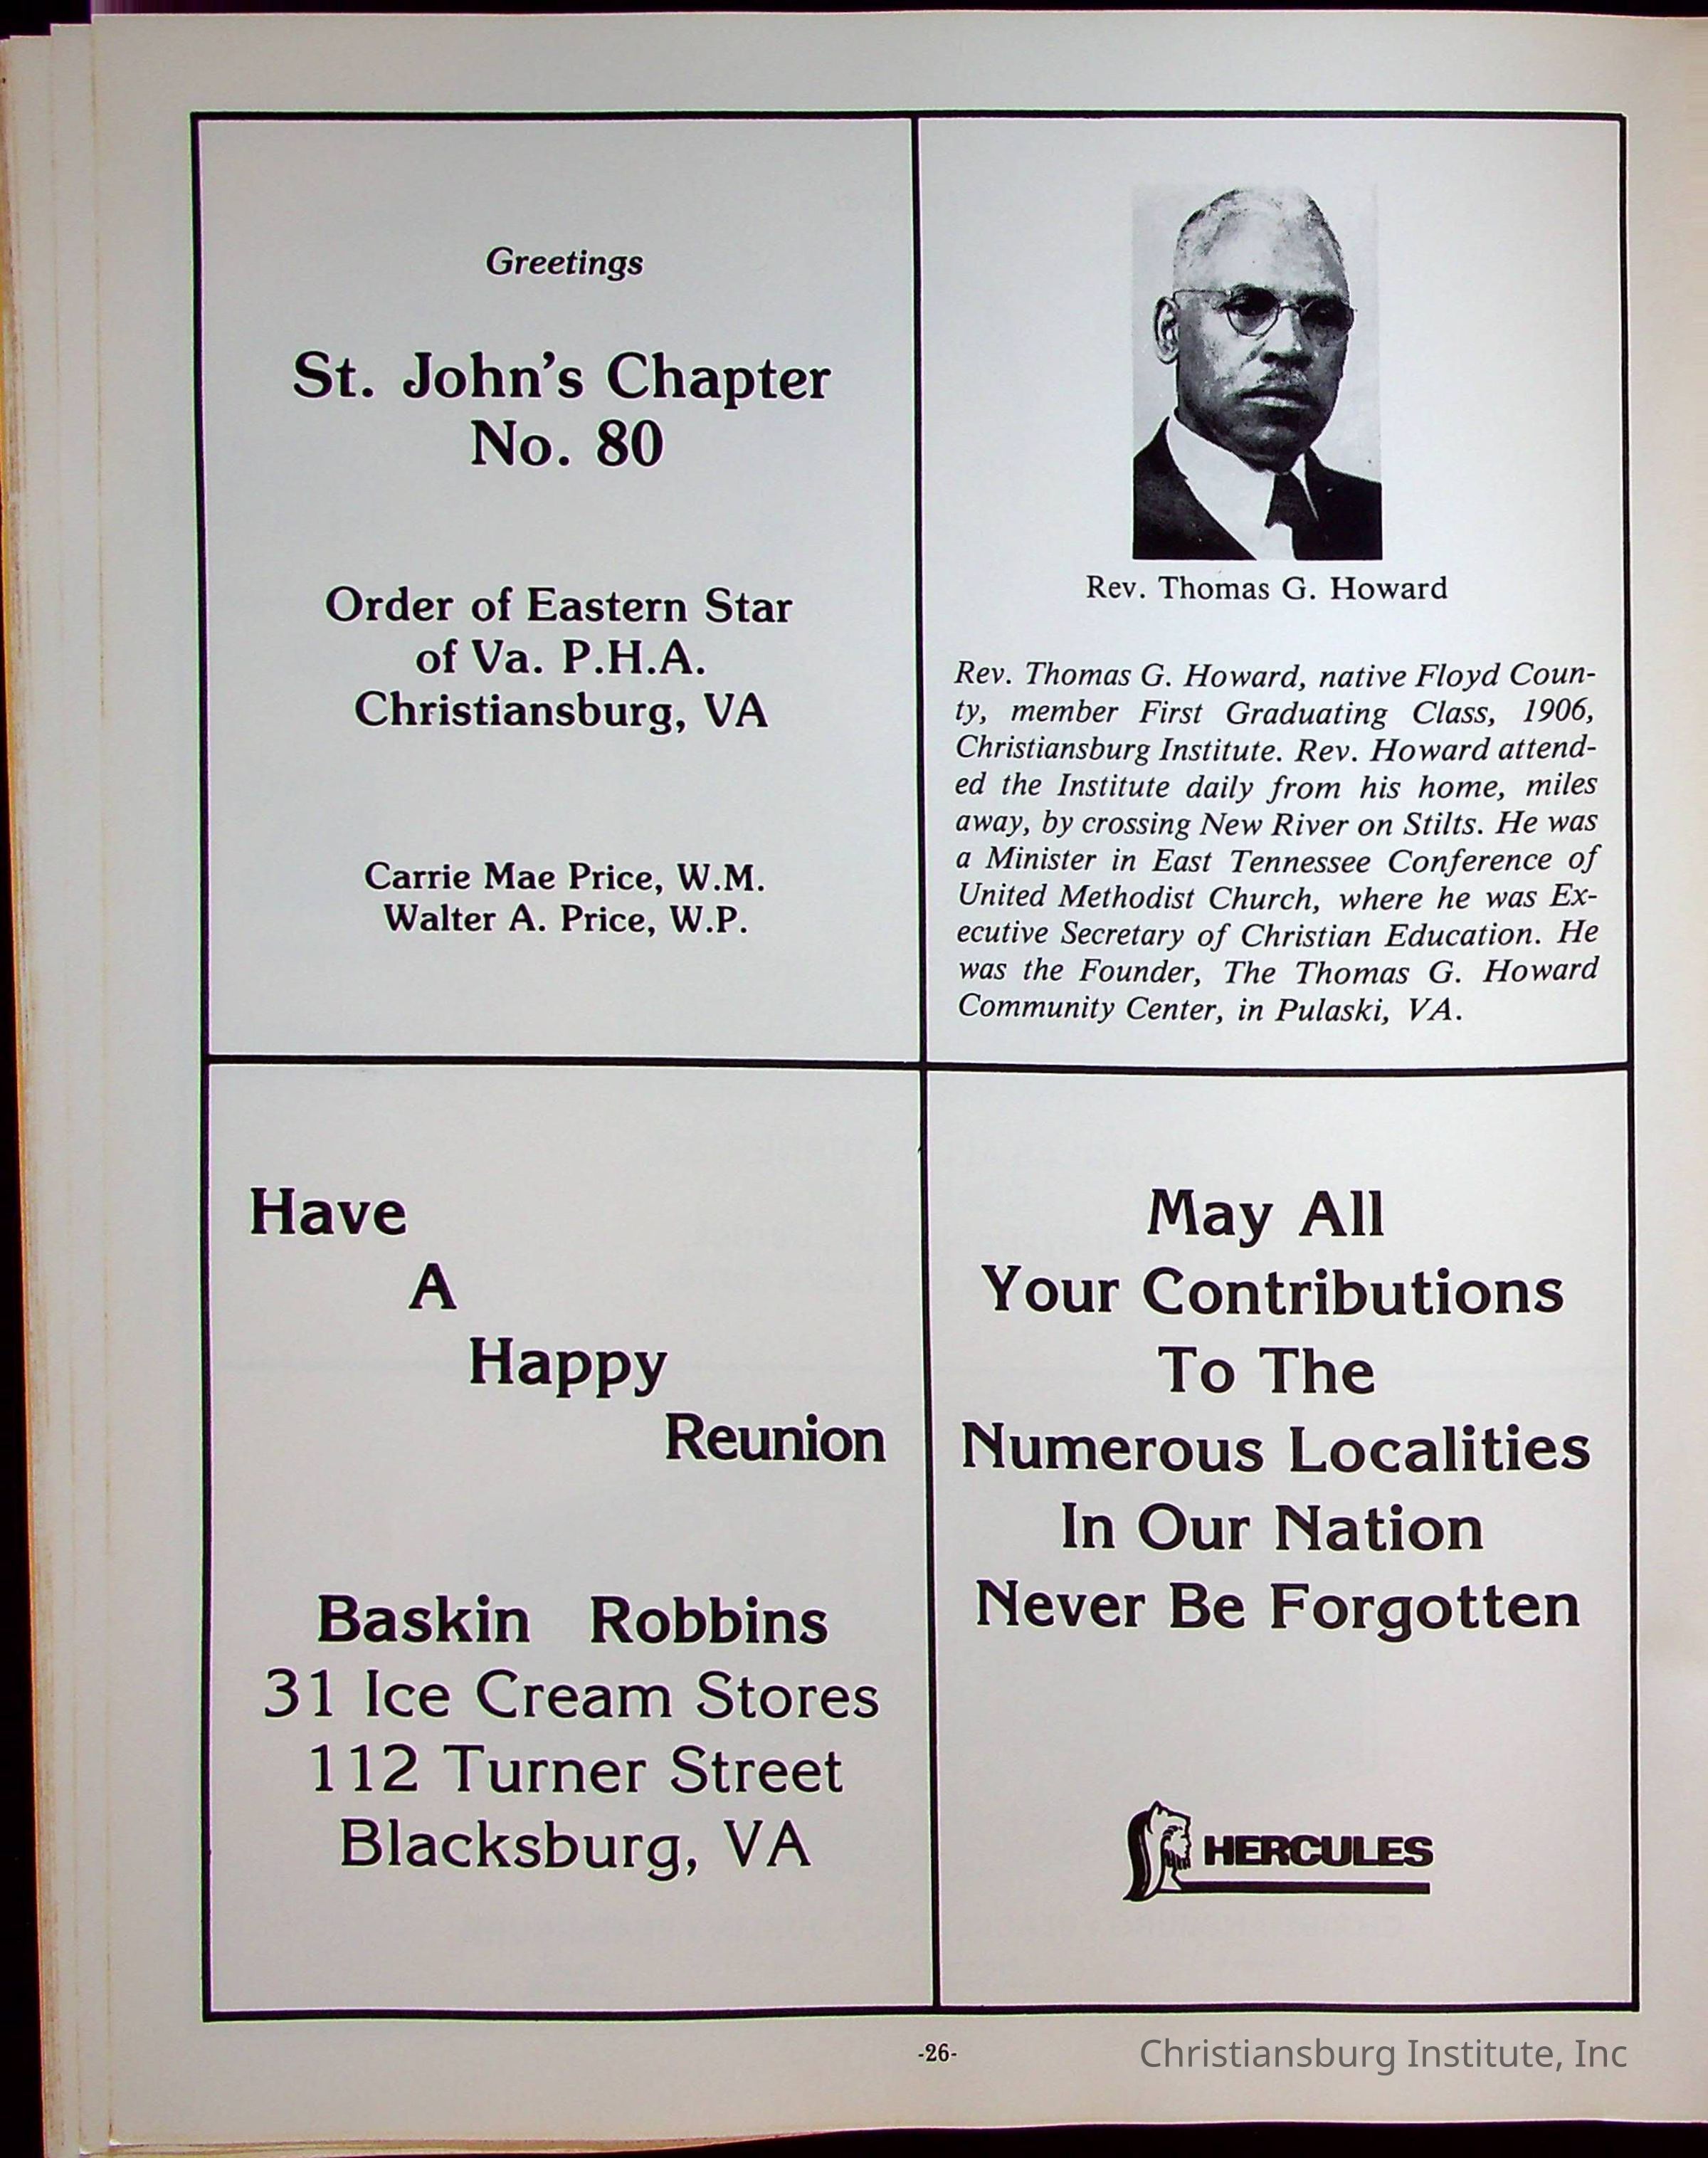 Greetings
St. John's Chapter
No. 80
Order of Eastern Star
of Va. P.H.A.
Christiansburg, VA
Carrie Mae Price, W.M.
Walter A. Price, W.P.
Rev. Thomas G. Howard
Rev. Thomas G. Howard, native Floyd Coun-
ty, member First Graduating Class, 1906,
Christiansburg Institute. Rev. Howard attend-
ed the Institute daily from his home, miles
away, by crossing New River on Stilts. He was
a Minister in East Tennessee Conference of
United Methodist Church, where he was Ex-
ecutive Secretary of Christian Education. He
was the Founder, The Thomas G. Howard
Community Center, in Pulaski, VA.
Have
A
Happy
Reunion
Baskin Robbins
31 Ice Cream Stores
112 Turner Street
Blacksburg, VA
May All
Your Contributions
To The
Numerous Localities
In Our Nation
Never Be Forgotten
HERCULES
-26-
Christiansburg Institute, Inc